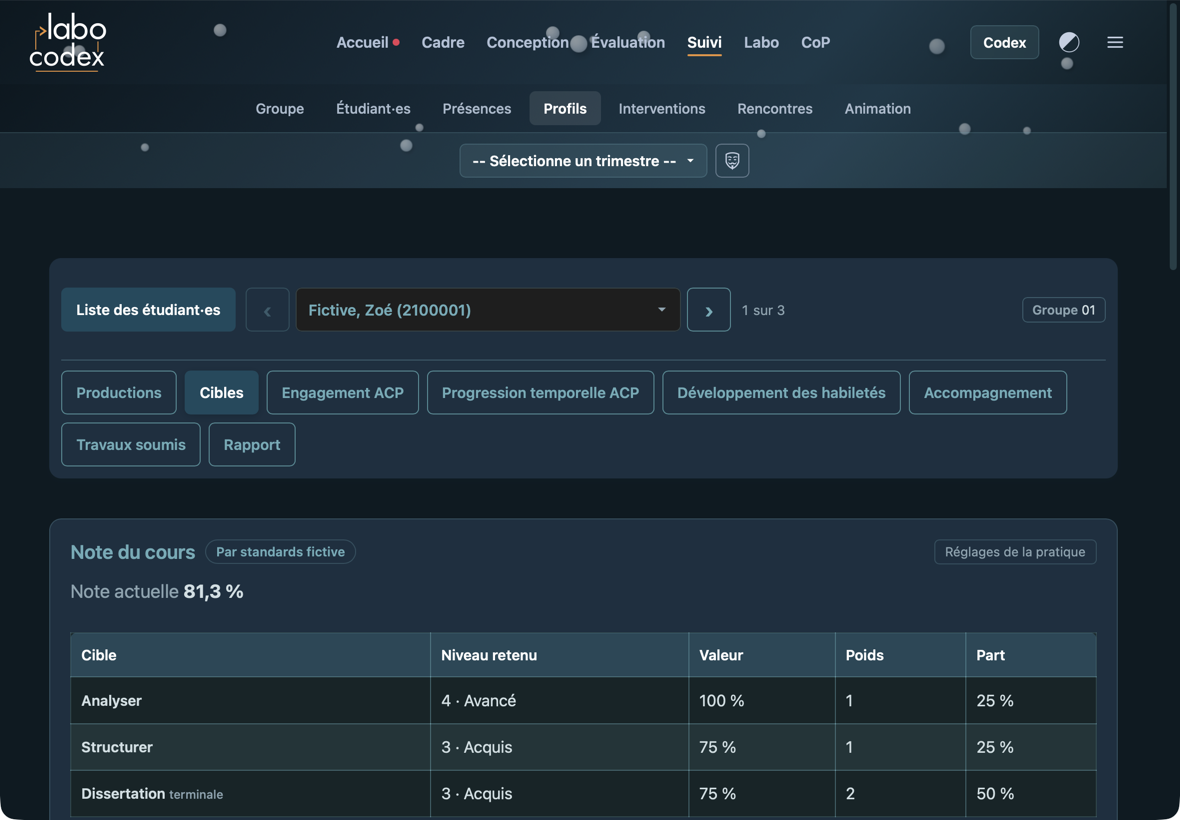 labo
codex
Accueil Cadre Conception Évaluation Suivi Labo CoP Codex
Groupe Étudiant·es Présences Profils Interventions Rencontres Animation
-- Sélectionne un trimestre --
Liste des étudiant·es ‹ Fictive, Zoé (2100001) › 1 sur 3 Groupe 01
Productions Cibles Engagement ACP Progression temporelle ACP Développement des habiletés Accompagnement
Travaux soumis Rapport
Note du cours Par standards fictive Réglages de la pratique
Note actuelle 81,3 %
Cible Niveau retenu Valeur Poids Part
Analyser 4 · Avancé 100 % 1 25 %
Structurer 3 · Acquis 75 % 1 25 %
Dissertation terminale 3 · Acquis 75 % 2 50 %